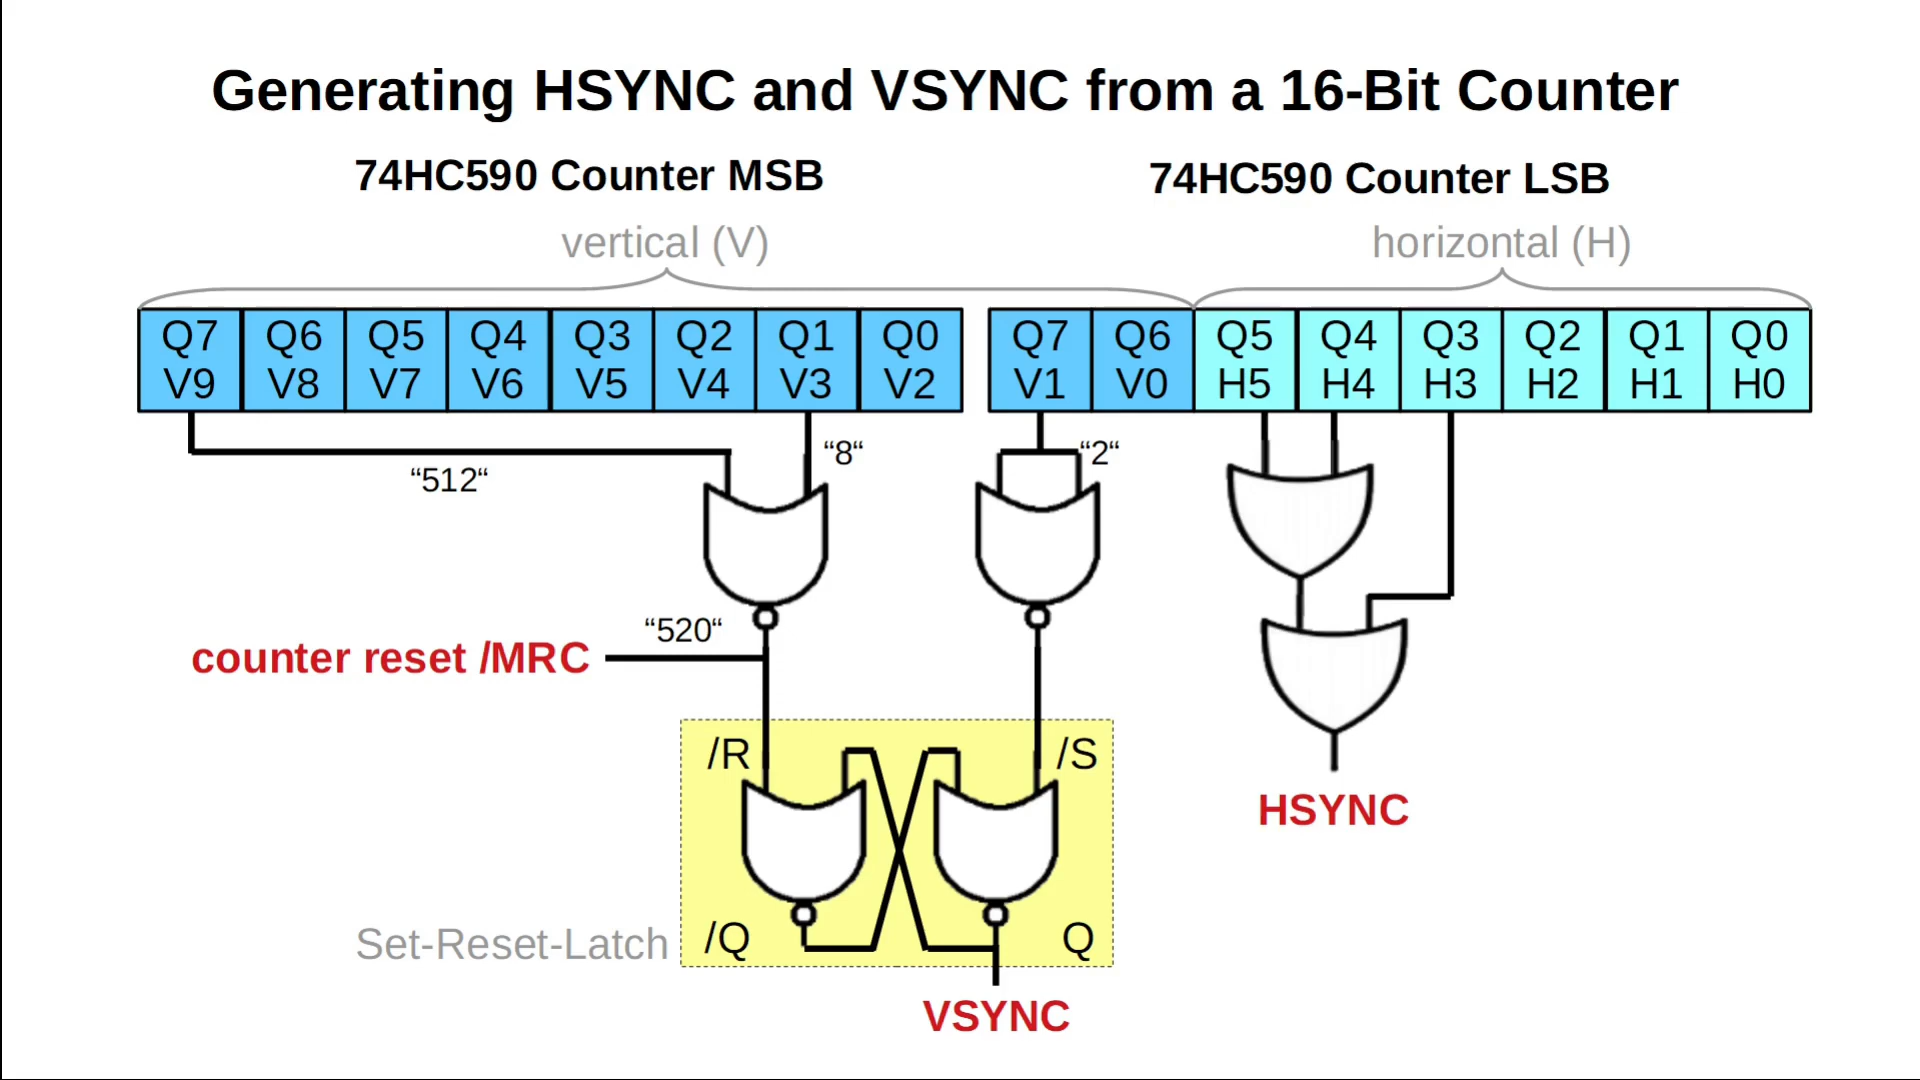 Generating HSYNC and VSYNC from a 16-Bit Counter
74HC590 Counter MSB
74HC590 Counter LSB
vertical (V)
horizontal (H)
Q7 Q6 Q5 Q4 Q3 Q2 Q1 Q0 Q7 Q6 Q5 Q4 Q3 Q2 Q1 Q0
V9 V8 V7 V6 V5 V4 V3 V2 V1 V0 H5 H4 H3 H2 H1 H0
“8“
“2“
“512“
“520“
counter reset /MRC
/R
/S
HSYNC
Set-Reset-Latch
/Q
Q
VSYNC